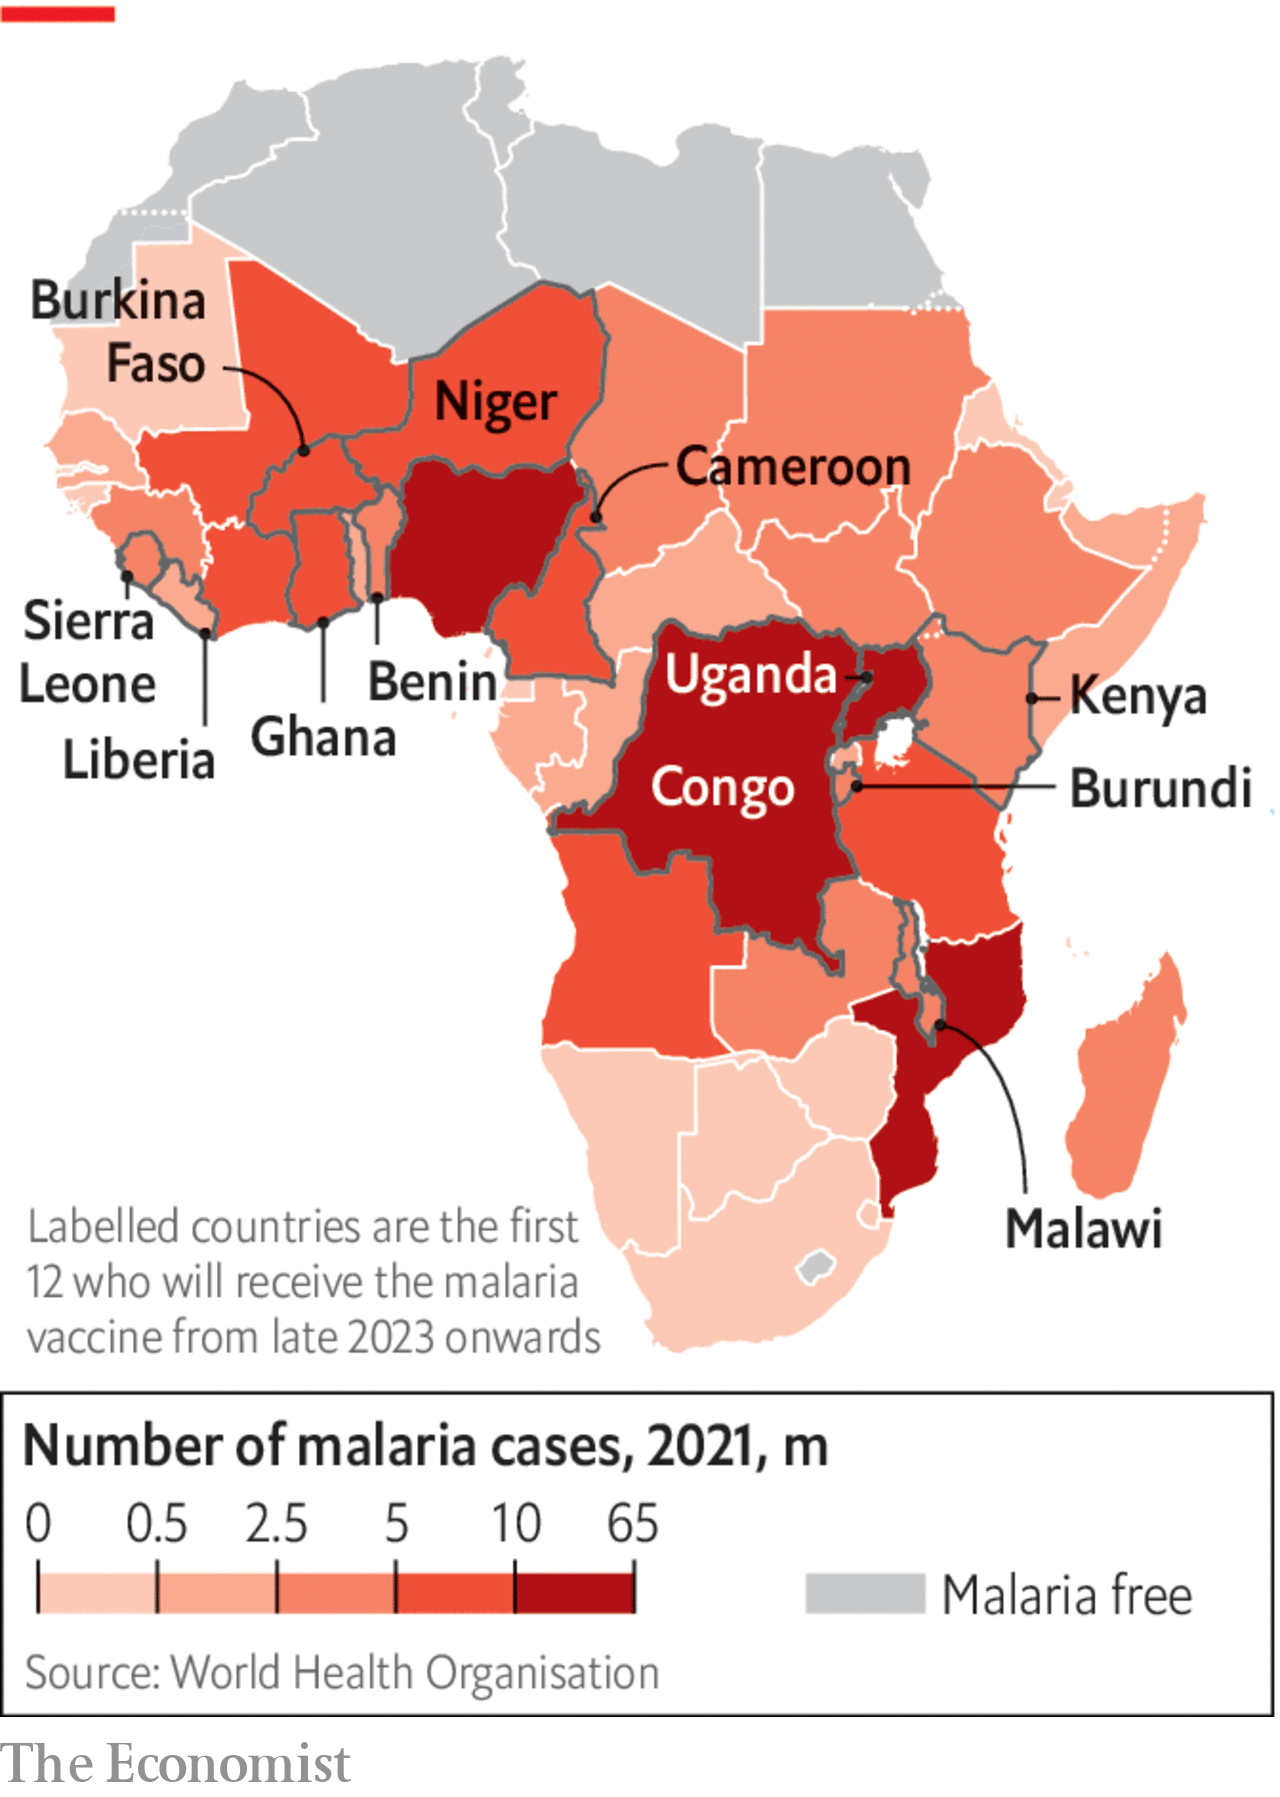 Burkina
Faso
Niger
Cameroon
Sierra
Leone
Liberia
Ghana
Benin
Uganda
Congo
Kenya
Burundi
Malawi
Labelled countries are the first
12 who will receive the malaria
vaccine from late 2023 onwards
Number of malaria cases, 2021, m
0 0.5 2.5 5 10 65
Malaria free
Source: World Health Organisation
The Economist